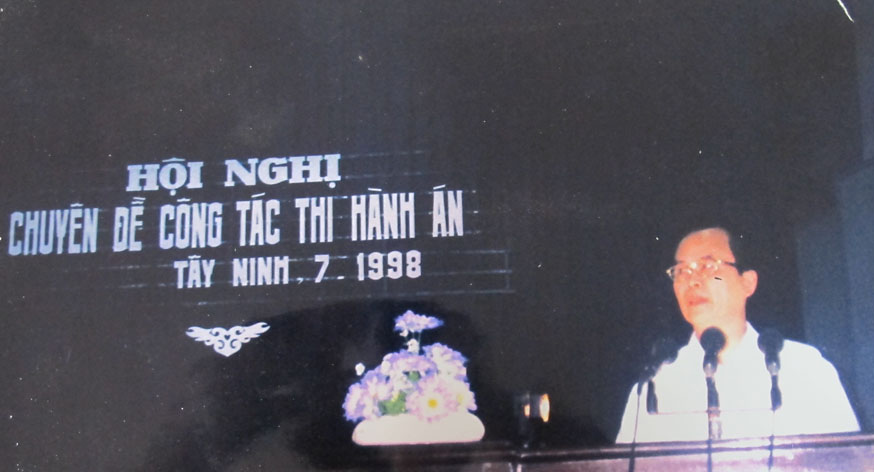 HỘI NGHỊ
CHUYÊN ĐỀ CÔNG TÁC THI HÀNH ÁN
TÂY NINH, 7 - 1998